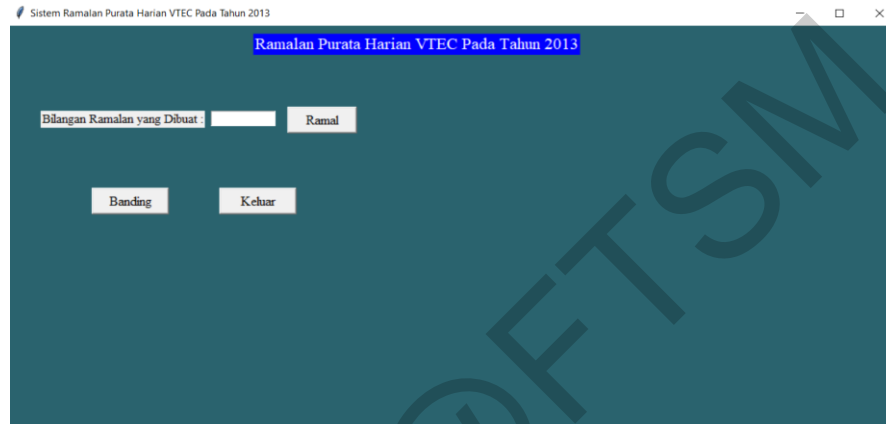 Sistem Ramalan Purata Harian VTEC Pada Tahun 2013
Ramalan Purata Harian VTEC Pada Tahun 2013
Bilangan Ramalan yang Dibuat : Ramal
Banding Keluar
@FTSM